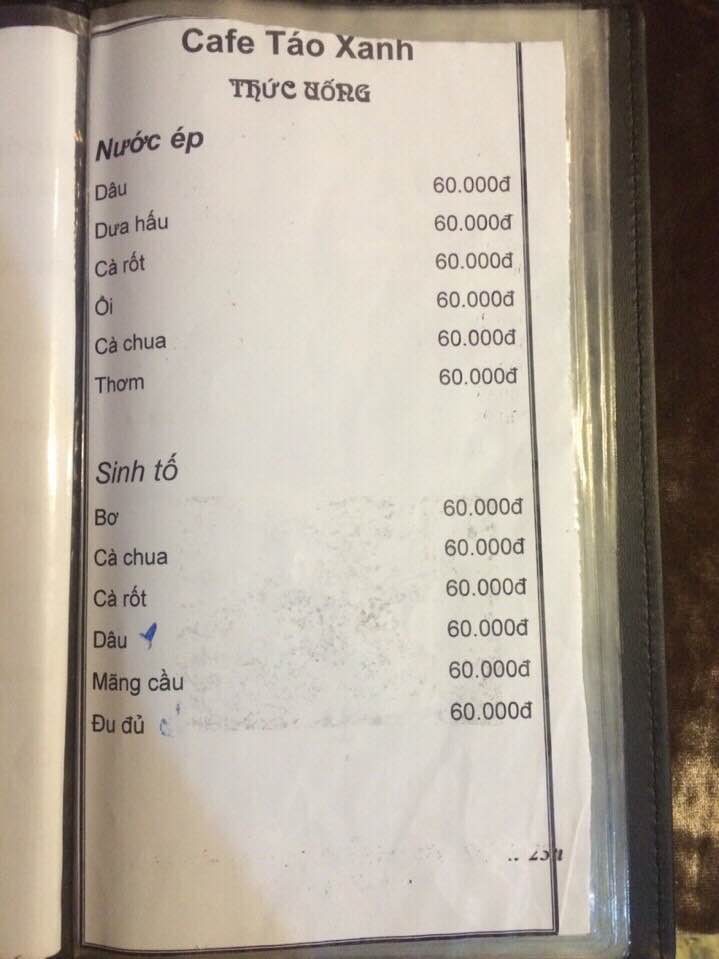 Cafe Táo Xanh
THỨC UỐNG
Nước ép
Dâu 60.000đ
Dưa hấu 60.000đ
Cà rốt 60.000đ
Ổi 60.000đ
Cà chua 60.000đ
Thơm 60.000đ
Sinh tố
Bơ 60.000đ
Cà chua 60.000đ
Cà rốt 60.000đ
Dâu 60.000đ
Mãng cầu 60.000đ
Đu đủ 60.000đ